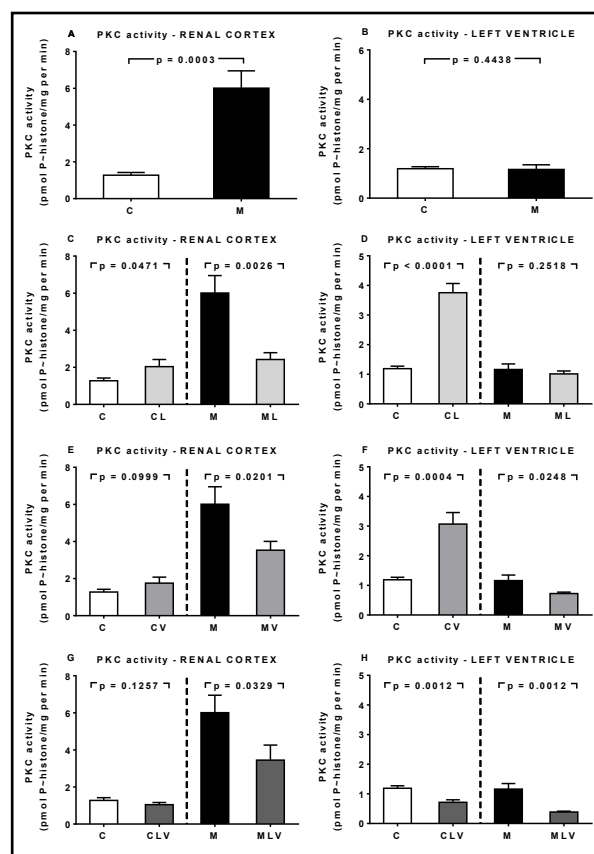 A PKC activity - RENAL CORTEX
p = 0.0003
PKC activity
(pmol P~histone/mg per min)
8
6
4
2
0
C M
B PKC activity - LEFT VENTRICLE
p = 0.4438
PKC activity
(pmol P~histone/mg per min)
6
4
2
0
C M
C PKC activity - RENAL CORTEX
p = 0.0471 p = 0.0026
PKC activity
(pmol P~histone/mg per min)
8
6
4
2
0
C CL M ML
D PKC activity - LEFT VENTRICLE
p < 0.0001 p = 0.2518
PKC activity
(pmol P~histone/mg per min)
5
4
3
2
1
0
C CL M ML
E PKC activity - RENAL CORTEX
p = 0.0999 p = 0.0201
PKC activity
(pmol P~histone/mg per min)
8
6
4
2
0
C CV M MV
F PKC activity - LEFT VENTRICLE
p = 0.0004 p = 0.0248
PKC activity
(pmol P~histone/mg per min)
5
4
3
2
1
0
C CV M MV
G PKC activity - RENAL CORTEX
p = 0.1257 p = 0.0329
PKC activity
(pmol P~histone/mg per min)
8
6
4
2
0
C CLV M MLV
H PKC activity - LEFT VENTRICLE
p = 0.0012 p = 0.0012
PKC activity
(pmol P~histone/mg per min)
5
4
3
2
1
0
C CLV M MLV